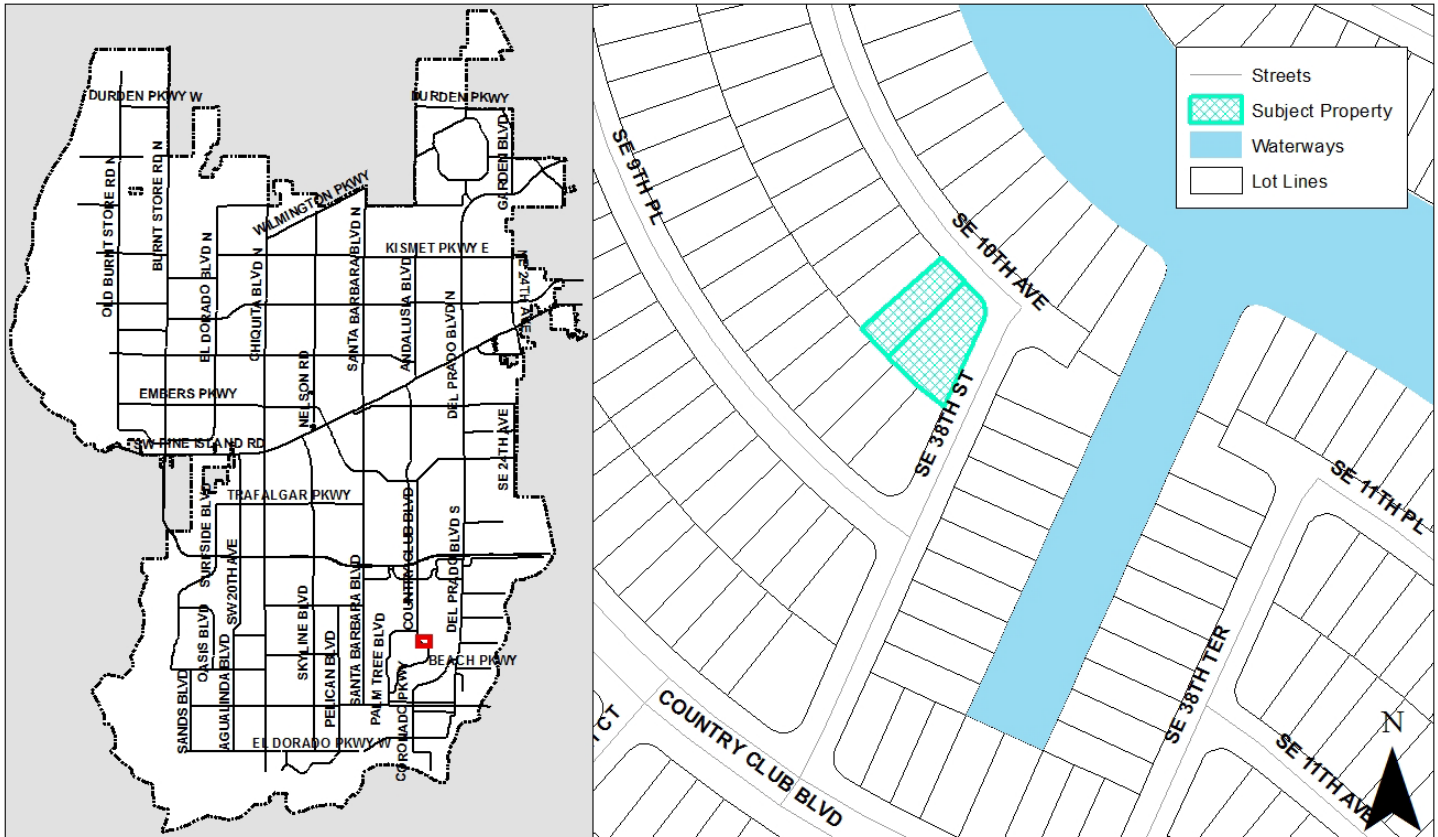 DURDEN PKWY W
DURDEN PKWY
OLD BURNT STORE RD N
BURNT STORE RD N
GARDEN BLVD
WILMINGTON PKWY
KISMET PKWY E
EL DORADO BLVD N
CHIQUITA BLVD N
SANTA BARBARA BLVD N
ANDALUSIA BLVD
DEL PRADO BLVD N
NE 24TH AVE
NELSON RD
EMBERS PKWY
SW PINE ISLAND RD
SE 24TH AVE
TRAFALGAR PKWY
SURFSIDE BLVD
SW 20TH AVE
COUNTRY CLUB BLVD
DEL PRADO BLVD S
OASIS BLVD
SKYLINE BLVD
SANTA BARBARA BLVD
PELICAN BLVD
PALM TREE BLVD
BEACH PKWY
SANDS BLVD
AGUALINDA BLVD
CORONADO PKWY
EL DORADO PKWY W
Streets
Subject Property
Waterways
Lot Lines
SE 9TH PL
SE 10TH AVE
SE 38TH ST
SE 11TH PL
SE 38TH TER
COUNTRY CLUB BLVD
CT
SE 11TH AVE
N